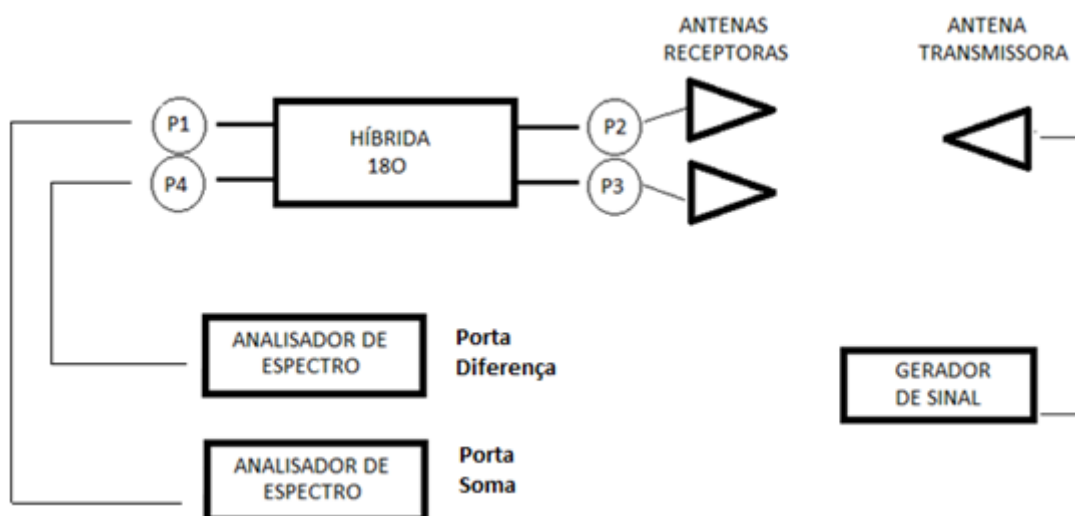 ANTENAS
RECEPTORAS
ANTENA
TRANSMISSORA
P1
HÍBRIDA
18O
P2
P4
P3
ANALISADOR DE
ESPECTRO
Porta
Diferença
GERADOR
DE SINAL
ANALISADOR DE
ESPECTRO
Porta
Soma